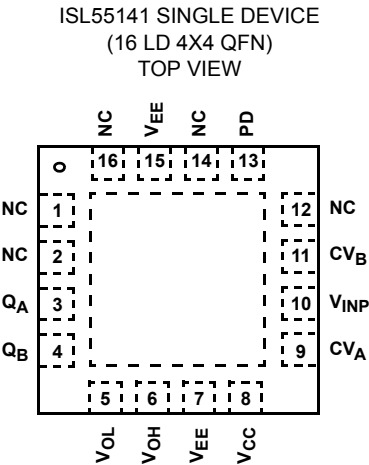 ISL55141 SINGLE DEVICE
(16 LD 4X4 QFN)
TOP VIEW
NC VEE NC PD
16 15 14 13
NC 1 12 NC
NC 2 11 CVB
QA 3 10 VINP
QB 4 9 CVA
5 6 7 8
VOL VOH VEE VCC